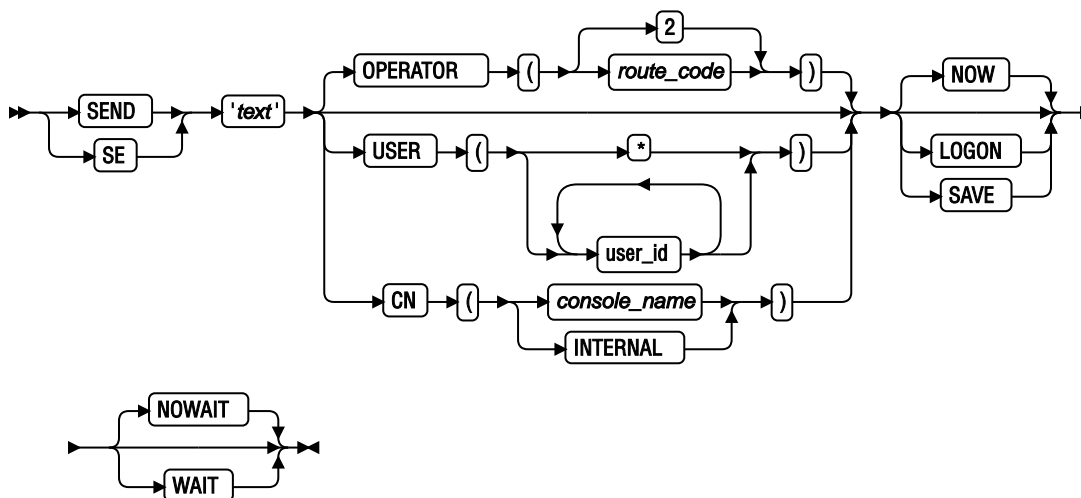 2
OPERATOR ( route_code )
NOW
SEND 'text'
SE
USER ( * )
LOGON
SAVE
user_id
CN ( console_name )
INTERNAL
NOWAIT
WAIT